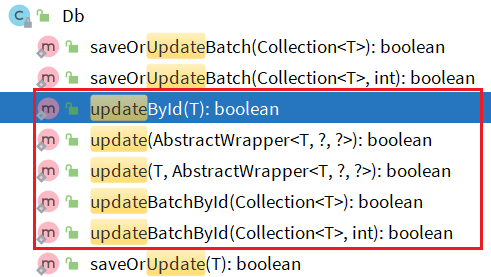 Db
saveOrUpdateBatch(Collection<T>): boolean
saveOrUpdateBatch(Collection<T>, int): boolean
updateById(T): boolean
update(AbstractWrapper<T, ?, ?>): boolean
update(T, AbstractWrapper<T, ?, ?>): boolean
updateBatchById(Collection<T>): boolean
updateBatchById(Collection<T>, int): boolean
saveOrUpdate(T): boolean